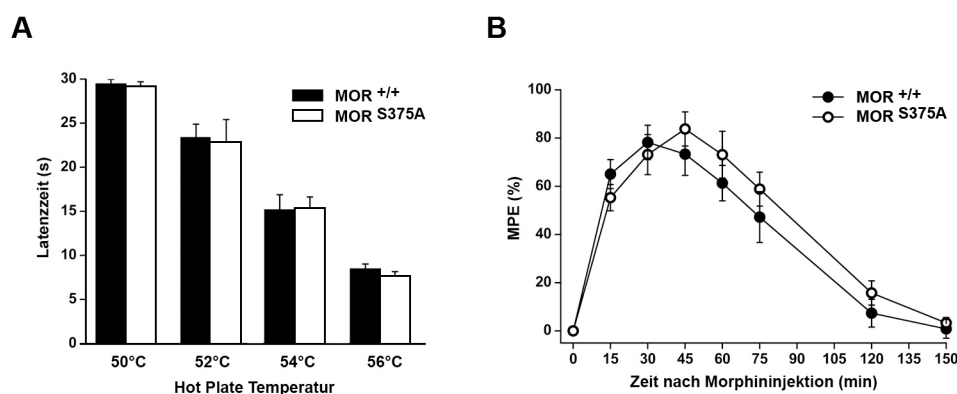 A
Latenzzeit (s)
30
25
20
15
10
5
0
MOR +/+
MOR S375A
50°C 52°C 54°C 56°C
Hot Plate Temperatur
B
MPE (%)
100
80
60
40
20
0
MOR +/+
MOR S375A
0 15 30 45 60 75 90 105 120 135 150
Zeit nach Morphininjektion (min)